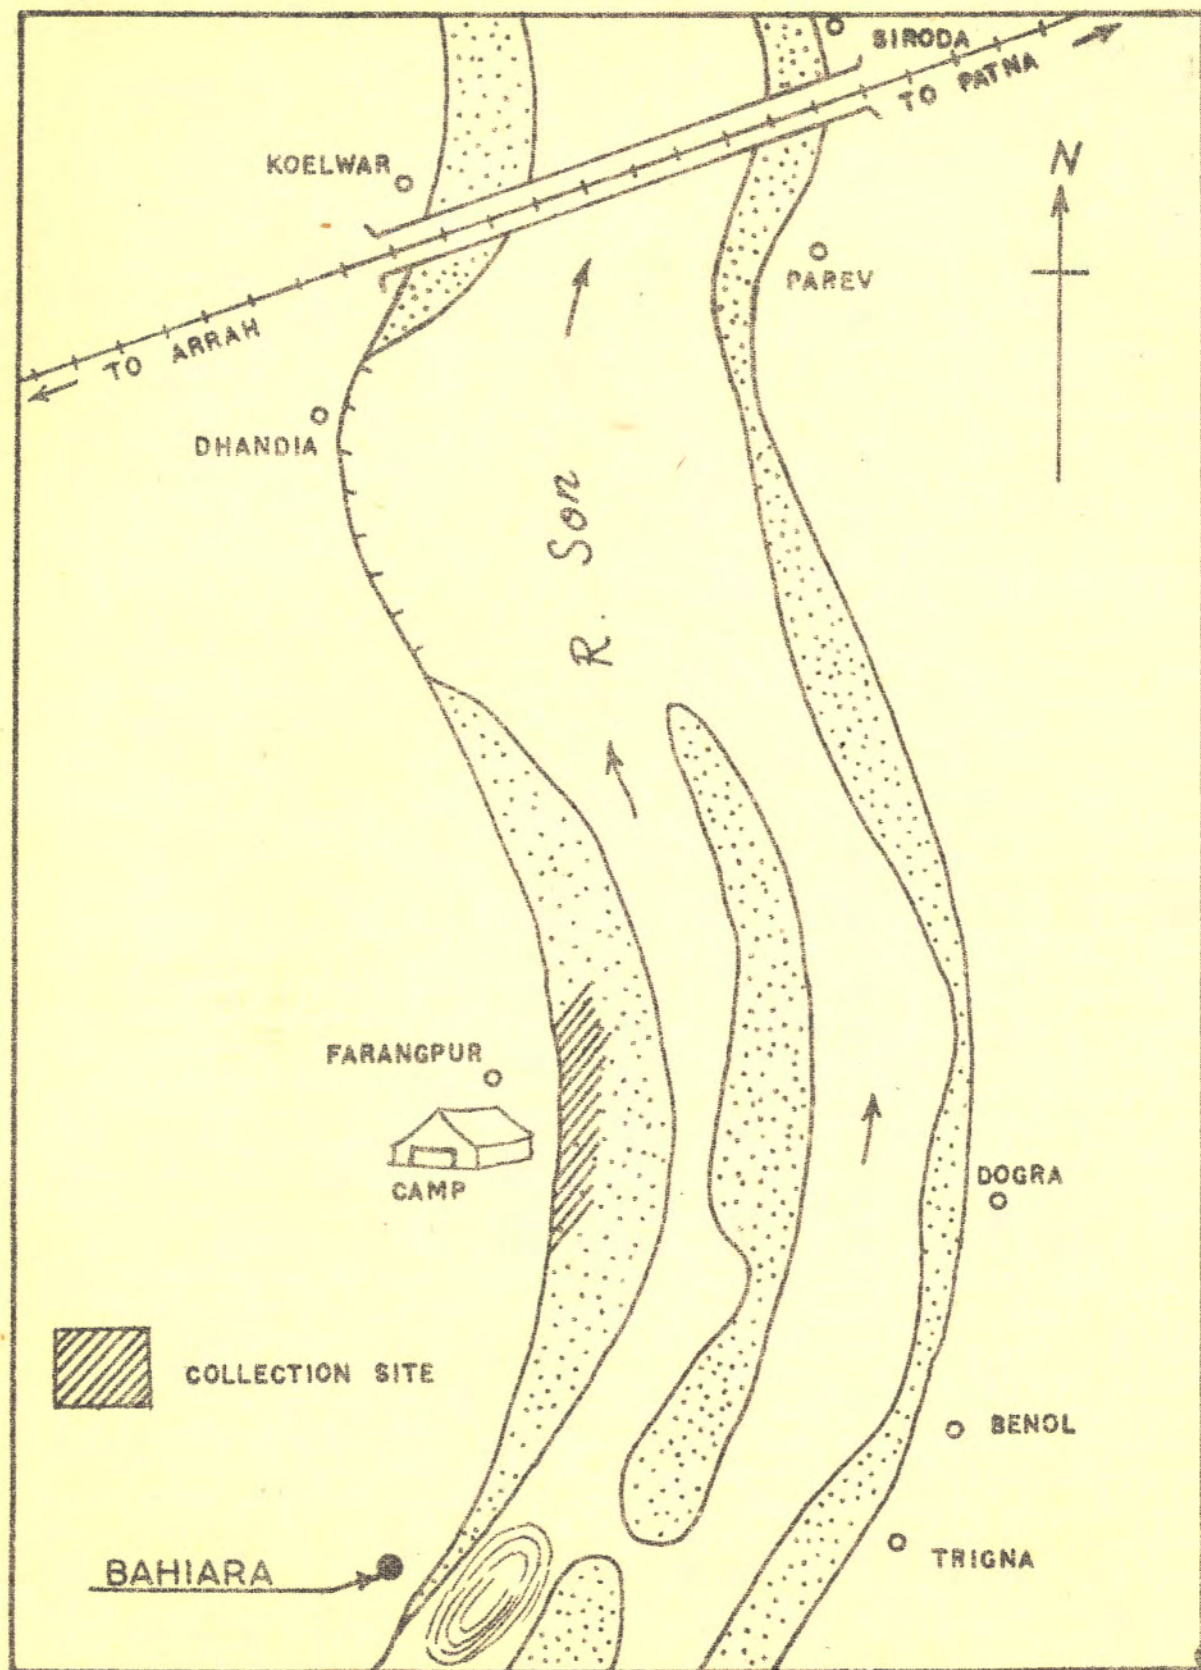 SIRODA
TO PATNA
KOELWAR
N
PAREV
TO ARRAH
DHANDIA
R. Son
FARANGPUR
CAMP
DOGRA
COLLECTION SITE
BENOL
TRIGNA
BAHIARA